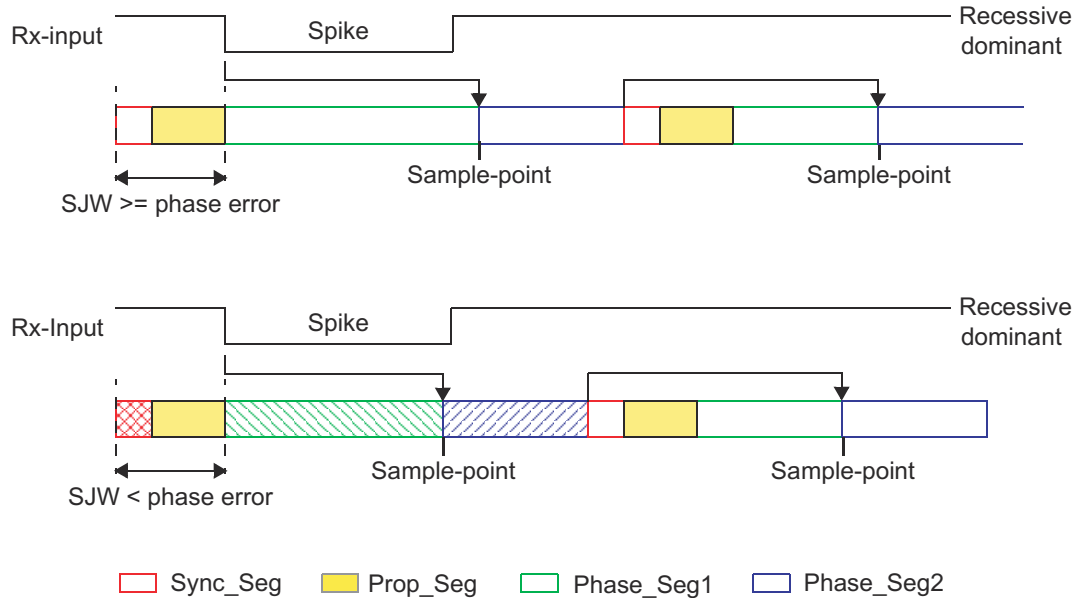 Rx-input
Spike
Recessive
dominant
Sample-point
Sample-point
SJW >= phase error
Rx-Input
Spike
Recessive
dominant
Sample-point
Sample-point
SJW < phase error
Sync_Seg
Prop_Seg
Phase_Seg1
Phase_Seg2